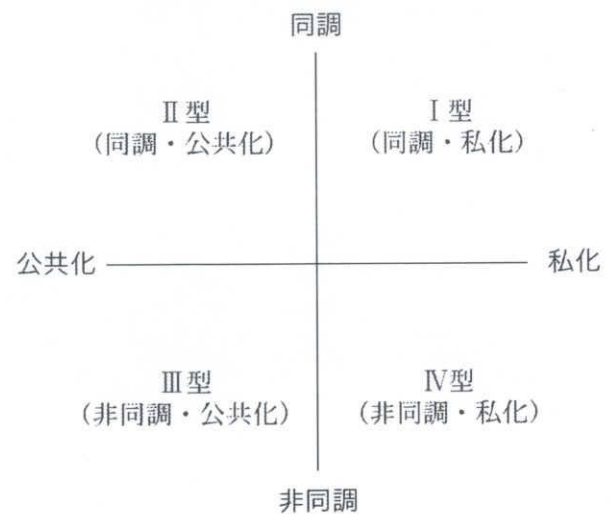 同調
Ⅱ型
(同調・公共化)
Ⅰ型
(同調・私化)
公共化
私化
Ⅲ型
(非同調・公共化)
Ⅳ型
(非同調・私化)
非同調